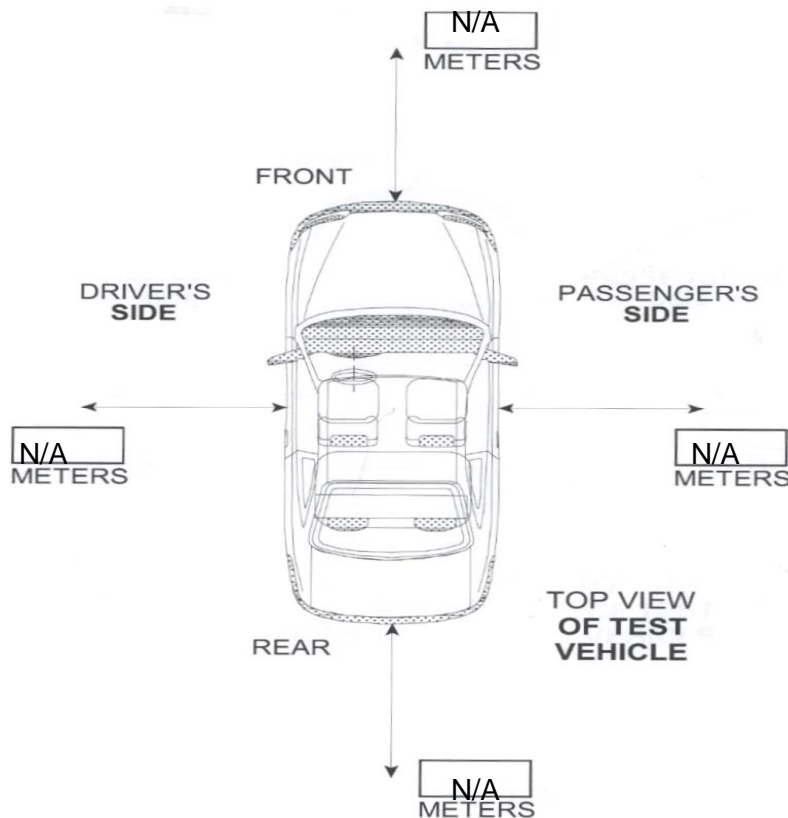 N/A
METERS
FRONT
DRIVER'S
SIDE
PASSENGER'S
SIDE
N/A
METERS
N/A
METERS
TOP VIEW
OF TEST
VEHICLE
REAR
N/A
METERS